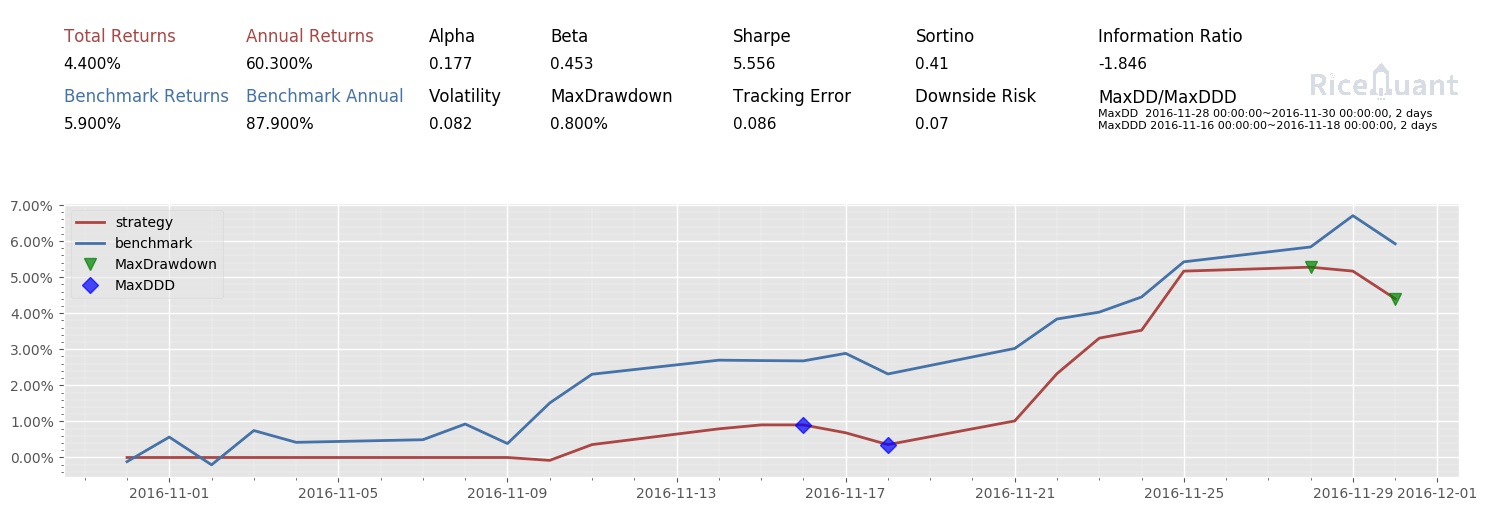 Total Returns Annual Returns Alpha Beta Sharpe Sortino Information Ratio
4.400% 60.300% 0.177 0.453 5.556 0.41 -1.846
RiceQuant
Benchmark Returns Benchmark Annual Volatility MaxDrawdown Tracking Error Downside Risk MaxDD/MaxDDD
5.900% 87.900% 0.082 0.800% 0.086 0.07
MaxDD 2016-11-28 00:00:00~2016-11-30 00:00:00, 2 days
MaxDDD 2016-11-16 00:00:00~2016-11-18 00:00:00, 2 days
7.00%
6.00%
5.00%
4.00%
3.00%
2.00%
1.00%
0.00%
strategy
benchmark
MaxDrawdown
MaxDDD
2016-11-01 2016-11-05 2016-11-09 2016-11-13 2016-11-17 2016-11-21 2016-11-25 2016-11-29 2016-12-01